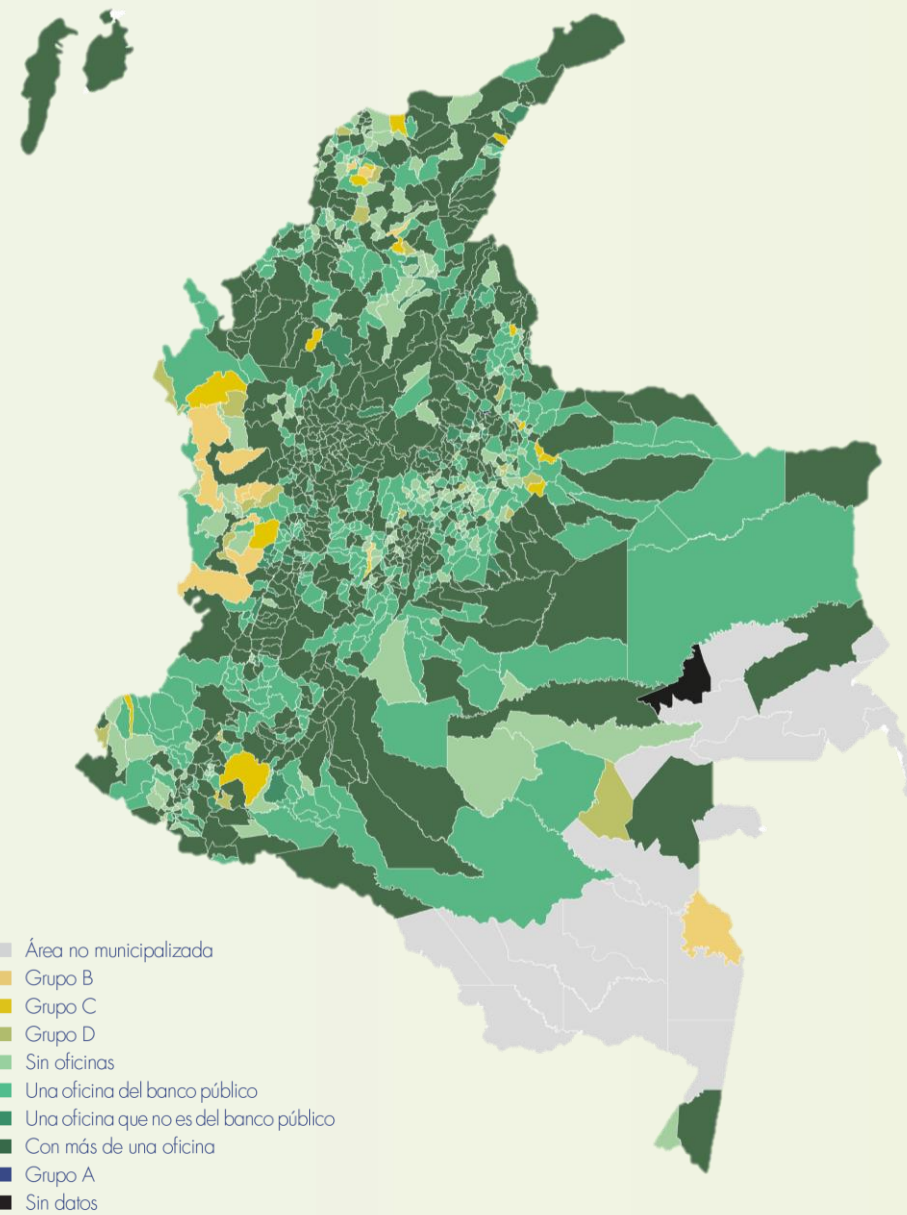 Área no municipalizada
Grupo B
Grupo C
Grupo D
Sin oficinas
Una oficina del banco público
Una oficina que no es del banco público
Con más de una oficina
Grupo A
Sin datos